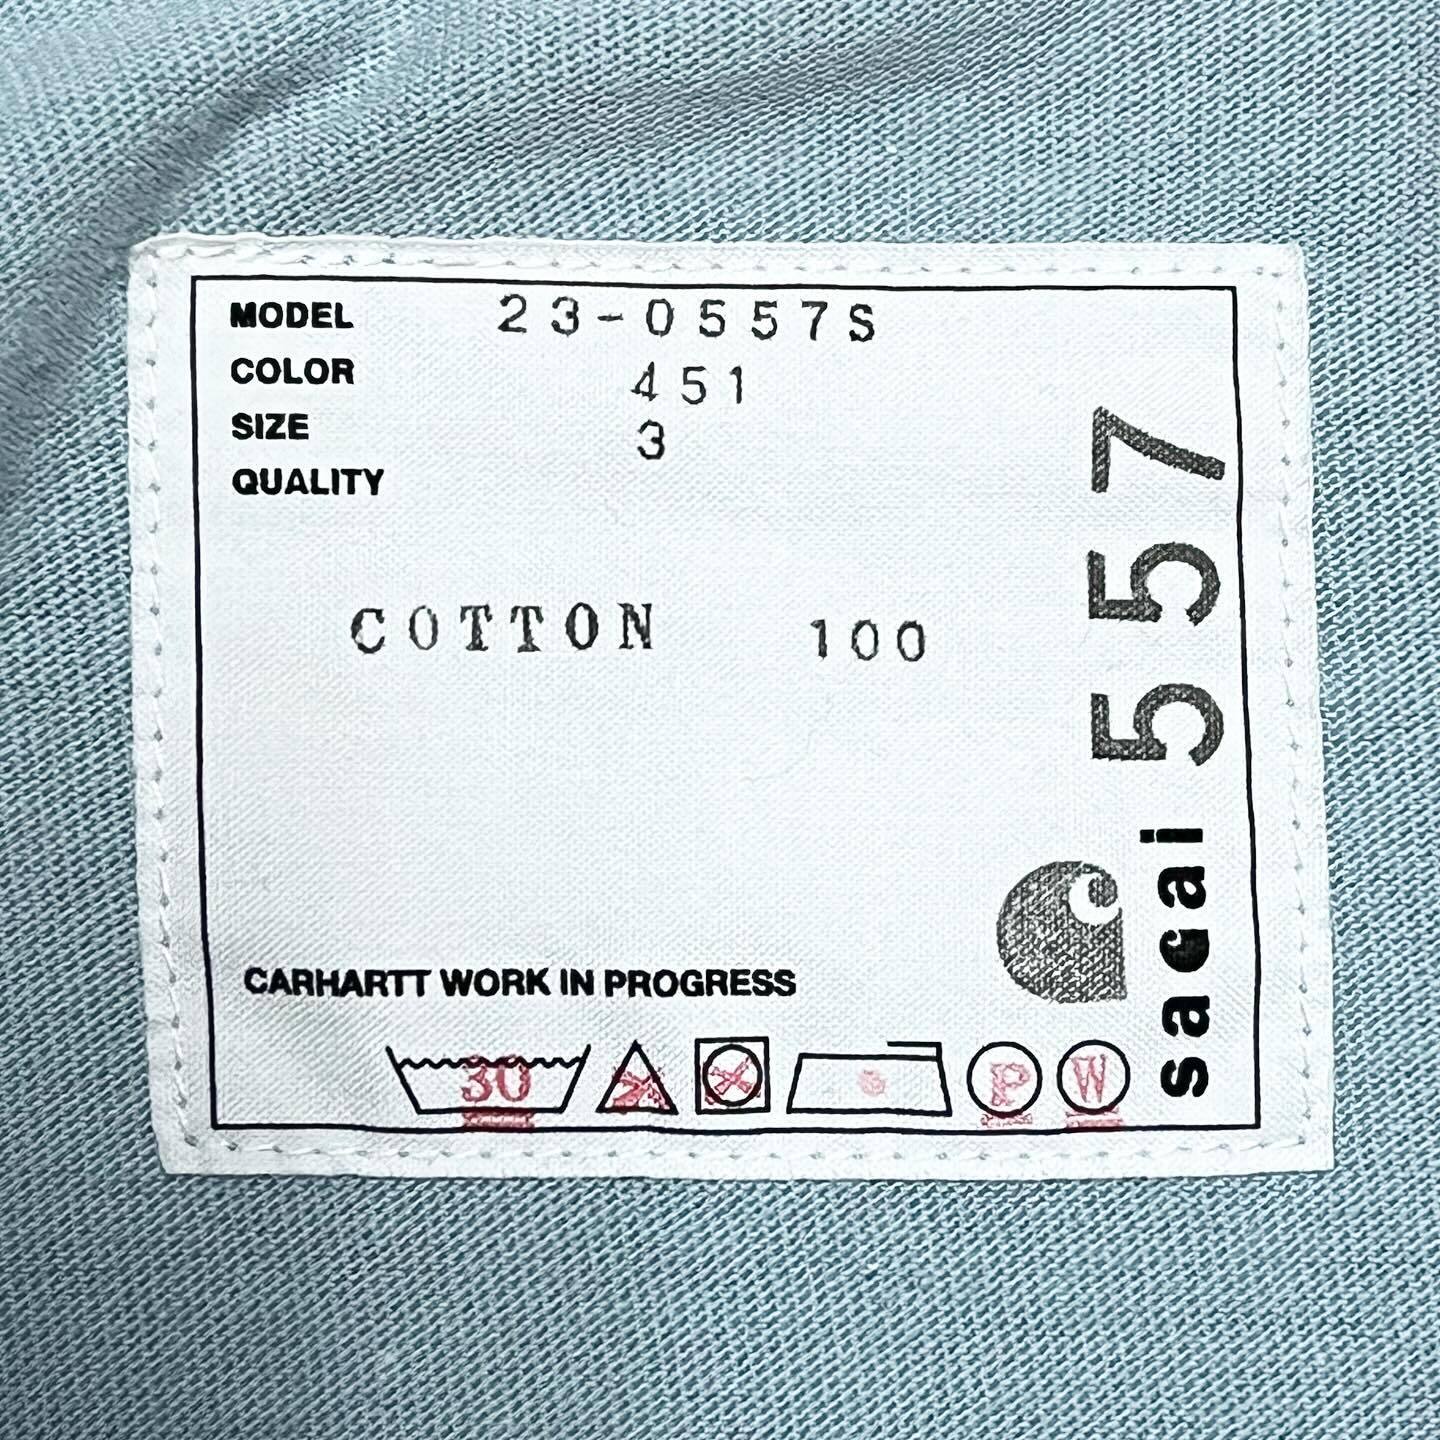 MODEL 23-0557S
COLOR 451
SIZE 3
QUALITY
COTTON 100
CARHARTT WORK IN PROGRESS
30
P
W
sacai 557